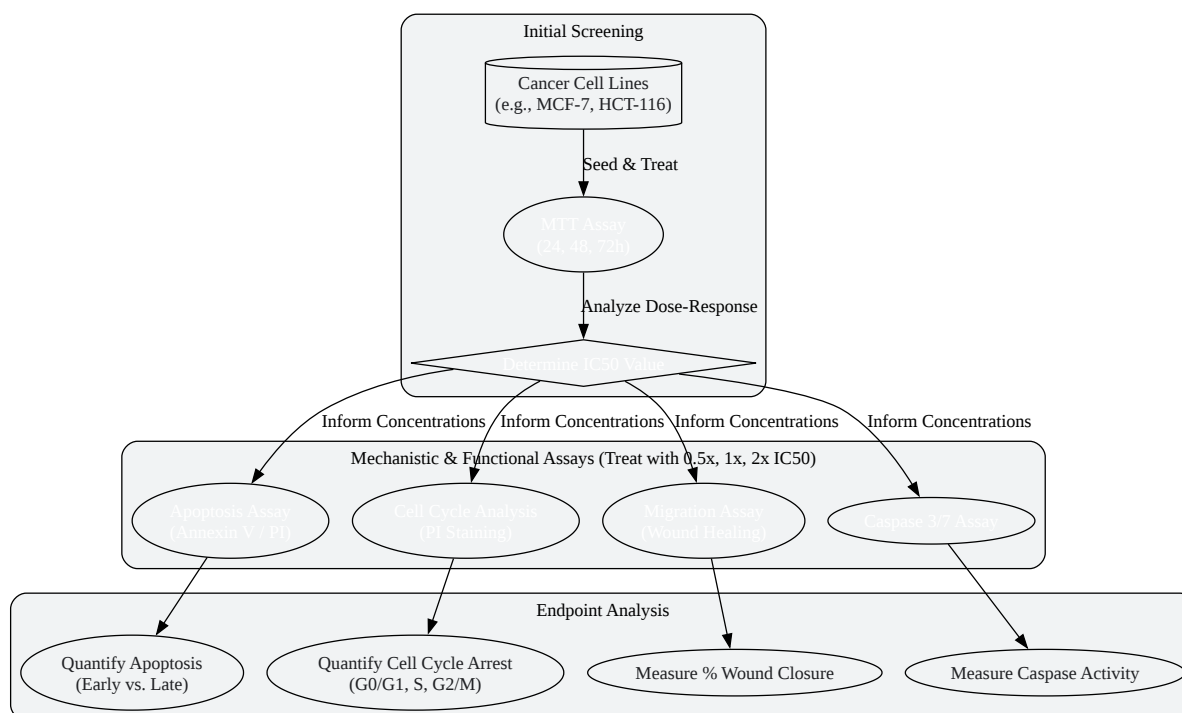 Initial Screening
Cancer Cell Lines
(e.g., MCF-7, HCT-116)
Seed & Treat
MTT Assay
(24, 48, 72h)
Analyze Dose-Response
Determine IC50 Value
Inform Concentrations
Inform Concentrations
Inform Concentrations
Inform Concentrations
Mechanistic & Functional Assays (Treat with 0.5x, 1x, 2x IC50)
Apoptosis Assay
(Annexin V / PI)
Cell Cycle Analysis
(PI Staining)
Migration Assay
(Wound Healing)
Caspase 3/7 Assay
Endpoint Analysis
Quantify Apoptosis
(Early vs. Late)
Quantify Cell Cycle Arrest
(G0/G1, S, G2/M)
Measure % Wound Closure
Measure Caspase Activity